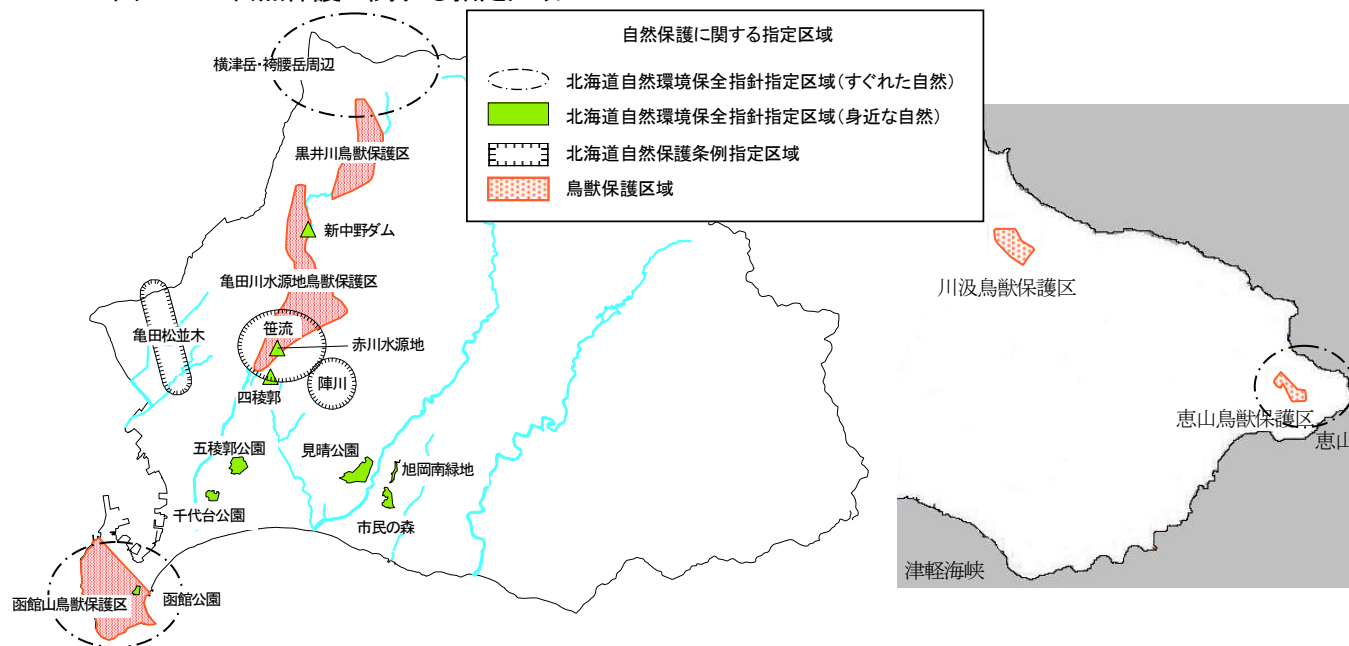 自然保護に関する指定区域
北海道自然環境保全指針指定区域(すぐれた自然)
北海道自然環境保全指針指定区域(身近な自然)
北海道自然保護条例指定区域
鳥獣保護区域
横津岳・袴腰岳周辺
黒井川鳥獣保護区
新中野ダム
亀田川水源地鳥獣保護区
亀田松並木
笹流
赤川水源地
陣川
四稜郭
五稜郭公園
見晴公園
旭岡南緑地
千代台公園
市民の森
函館山鳥獣保護区
函館公園
川汲鳥獣保護区
恵山鳥獣保護区
恵山
津軽海峡